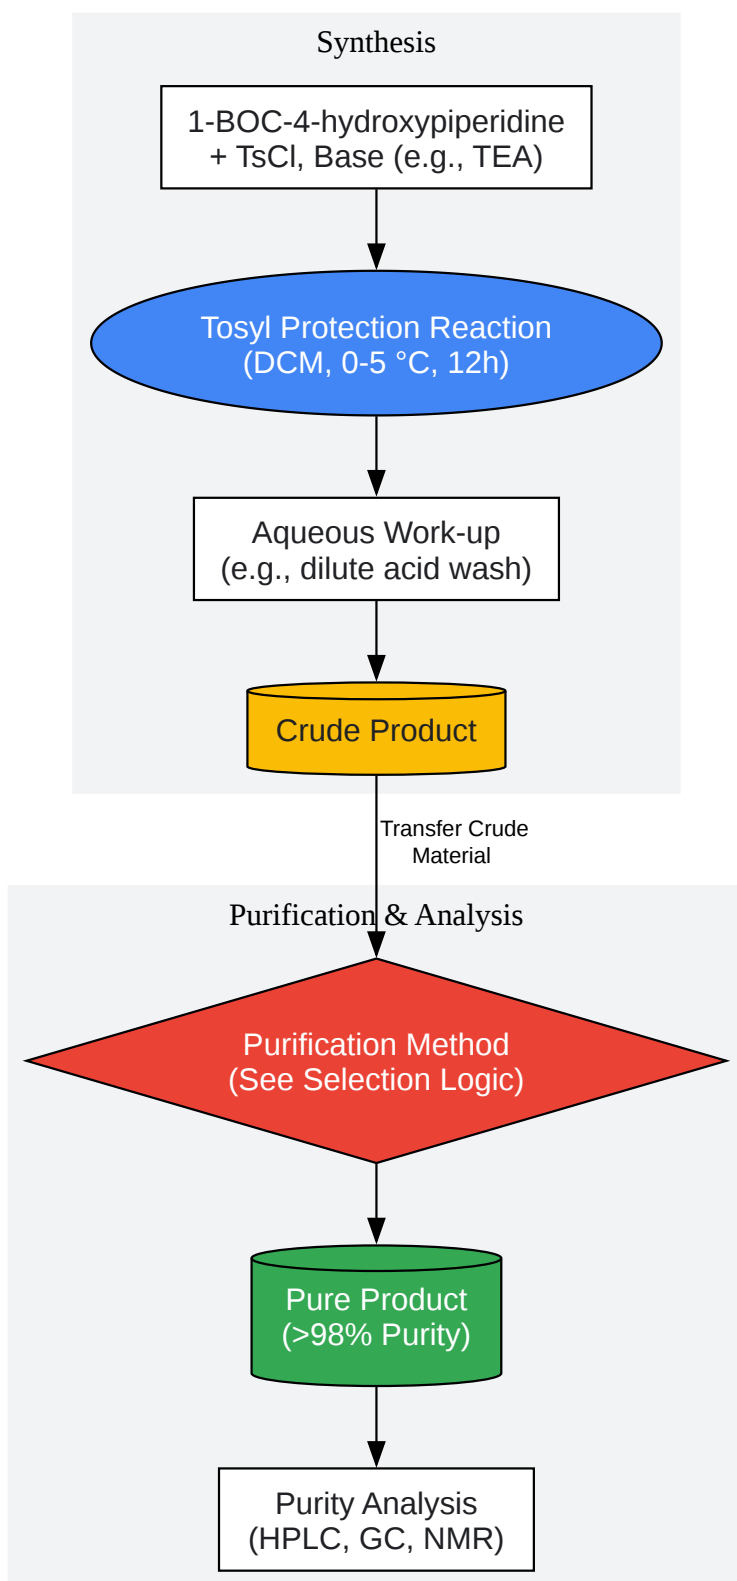 Synthesis
1-BOC-4-hydroxypiperidine
+ TsCl, Base (e.g., TEA)
Tosyl Protection Reaction
(DCM, 0-5 °C, 12h)
Aqueous Work-up
(e.g., dilute acid wash)
Crude Product
Transfer Crude
Material
Purification & Analysis
Purification Method
(See Selection Logic)
Pure Product
(>98% Purity)
Purity Analysis
(HPLC, GC, NMR)